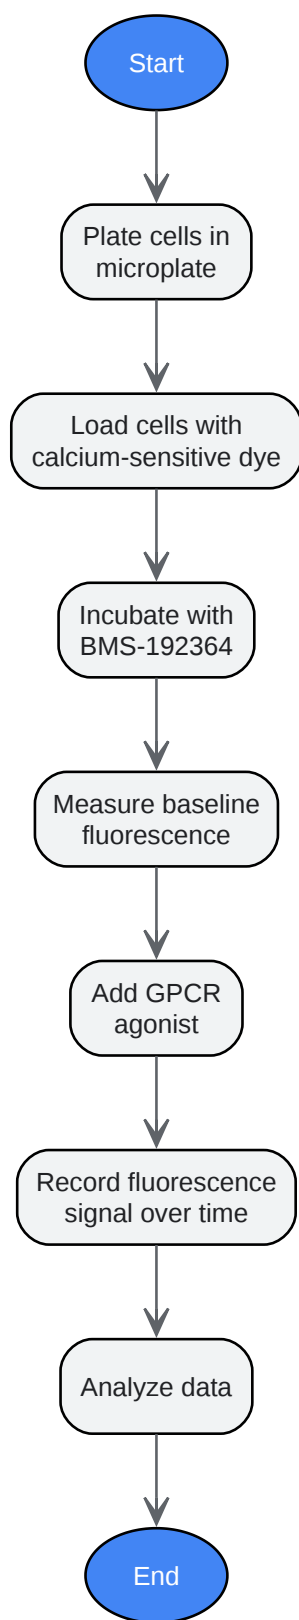 Start
Plate cells in
microplate
Load cells with
calcium-sensitive dye
Incubate with
BMS-192364
Measure baseline
fluorescence
Add GPCR
agonist
Record fluorescence
signal over time
Analyze data
End